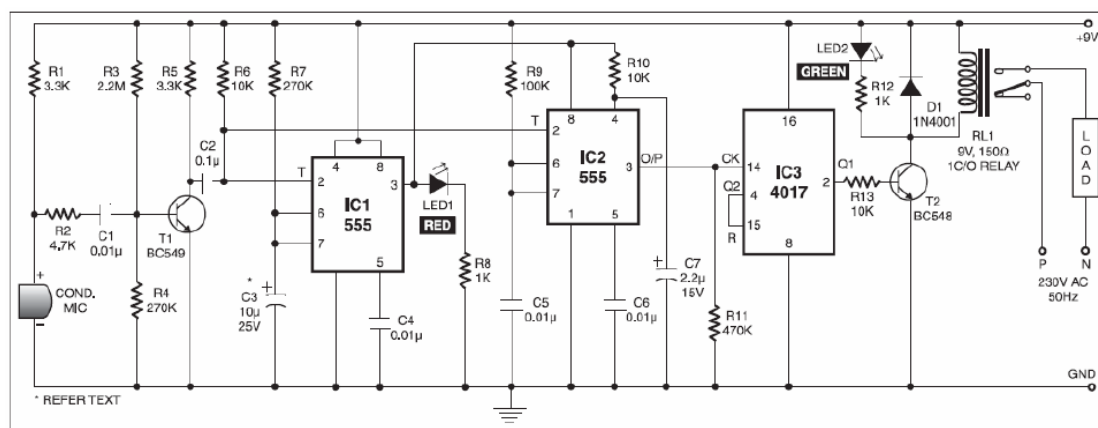 +9V
R1
3.3K
R3
2.2M
R5
3.3K
R6
10K
R7
270K
R9
100K
R10
10K
LED2
GREEN
R12
1K
D1
1N4001
RL1
9V, 150Ω
1C/O RELAY
LOAD
C2
0.1µ
T
2
4
8
3
6
7
5
IC1
555
LED1
RED
R8
1K
T
2
8
4
6
7
3
1
5
IC2
555
O/P
CK
14
16
Q2
4
15
R
8
2
IC3
4017
Q1
R13
10K
T2
BC548
R2
4.7K
C1
0.01µ
T1
BC549
COND.
MIC
+
–
R4
270K
*
+
C3
10µ
25V
C4
0.01µ
C5
0.01µ
C6
0.01µ
+
C7
2.2µ
16V
R11
470K
P
N
230V AC
50Hz
GND
* REFER TEXT